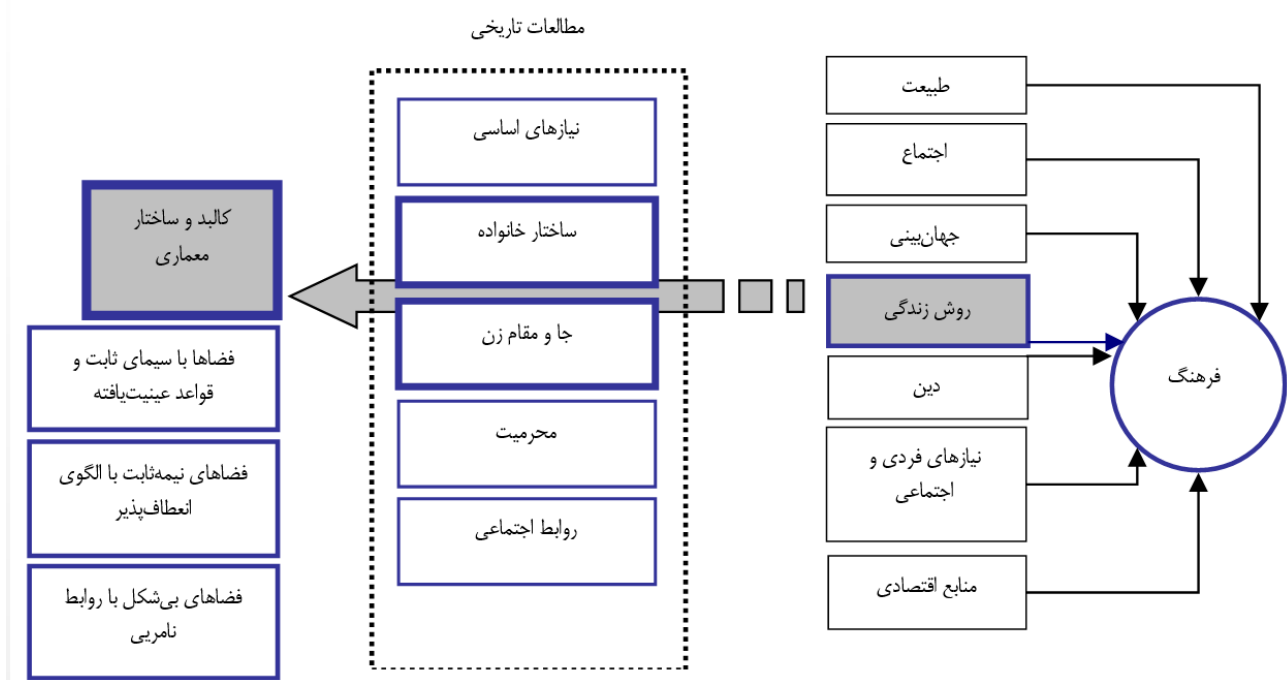 مطالعات تاریخی
طبیعت
اجتماع
جهان‌بینی
روش زندگی
دین
نیازهای فردی و
اجتماعی
منابع اقتصادی
فرهنگ
نیازهای اساسی
ساختار خانواده
جا و مقام زن
محرمیت
روابط اجتماعی
کالبد و ساختار
معماری
فضاها با سیمای ثابت و
قواعد عینیت‌یافته
فضاهای نیمه‌ثابت با الگوی
انعطاف‌پذیر
فضاهای بی‌شکل با روابط
نامریی